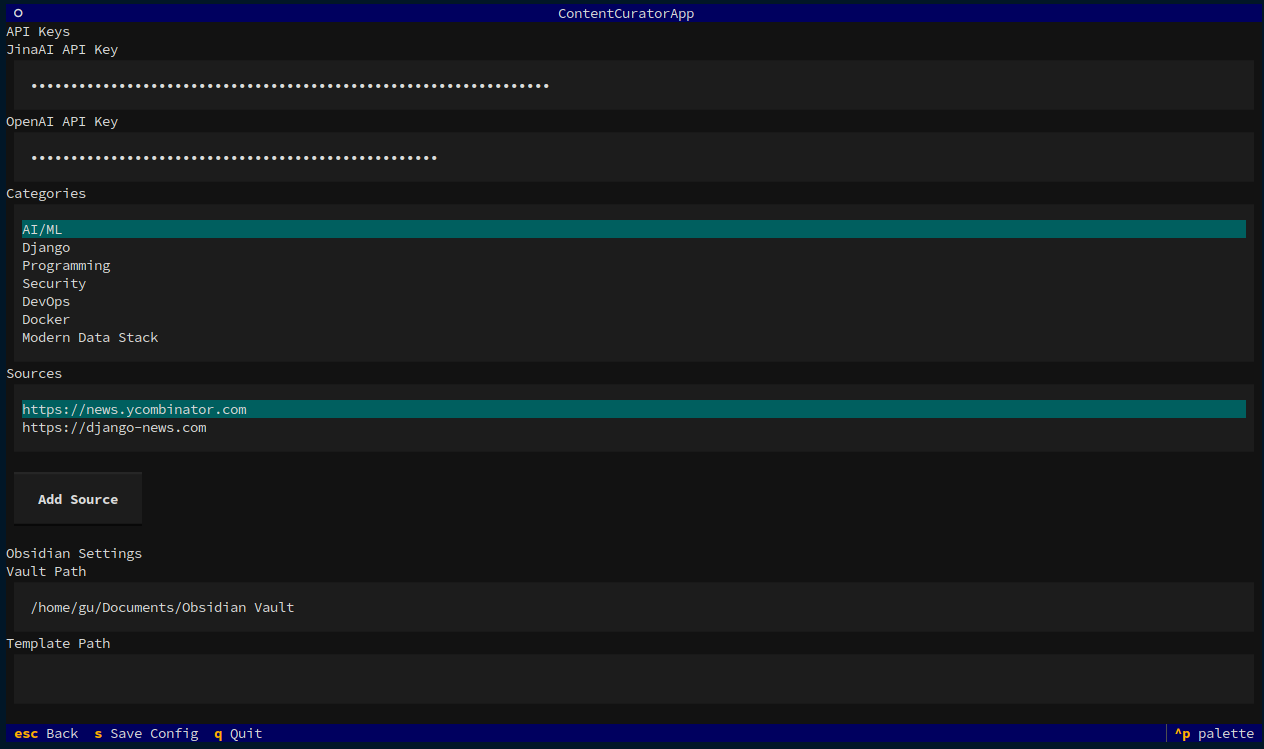 ContentCuratorApp
API Keys
JinaAI API Key
•••••••••••••••••••••••••••••••••••••••••••••••••••••••••••••••••
OpenAI API Key
•••••••••••••••••••••••••••••••••••••••••••••••••••
Categories
AI/ML
Django
Programming
Security
DevOps
Docker
Modern Data Stack
Sources
https://news.ycombinator.com
https://django-news.com
Add Source
Obsidian Settings
Vault Path
/home/gu/Documents/Obsidian Vault
Template Path
esc Back s Save Config q Quit ^p palette